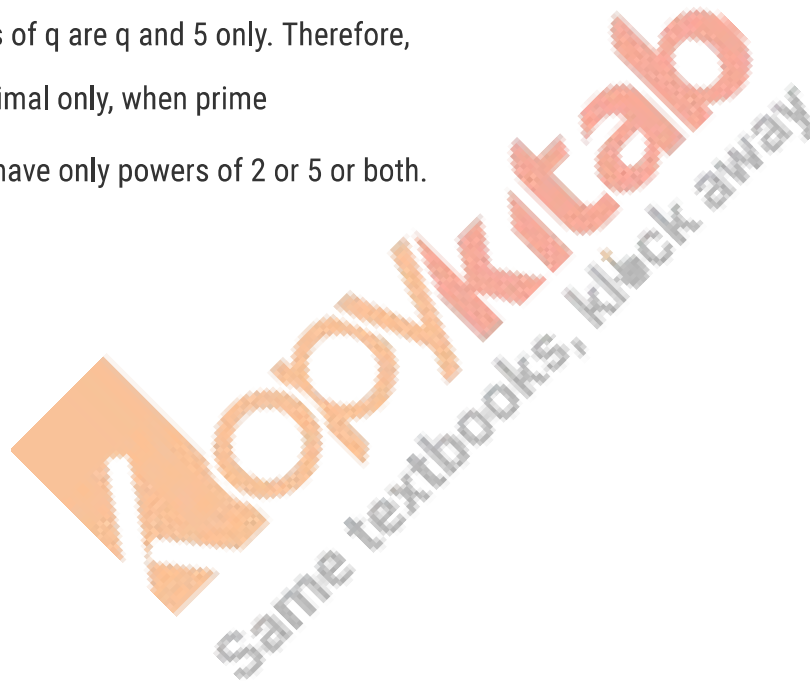 s of q are q and 5 only. Therefore,
imal only, when prime
have only powers of 2 or 5 or both.
opykitab
Same textbooks, klick away